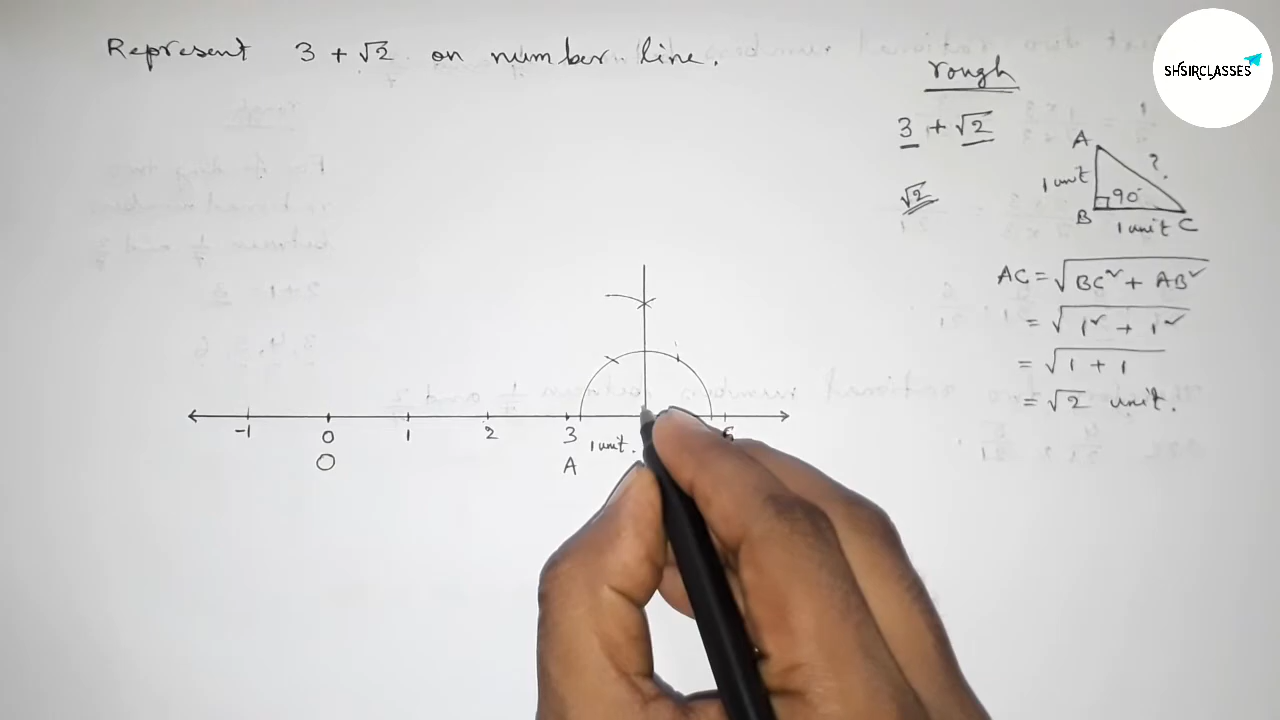 Represent 3 + √2 on number line.
SHSIRCLASSES
rough
3 + √2
√2
A
1 unit
?
B
90°
1 unit C
AC = √BC² + AB²
= √1² + 1²
= √1 + 1
= √2 unit.
-1 0 1 2 3
1 unit.
O A